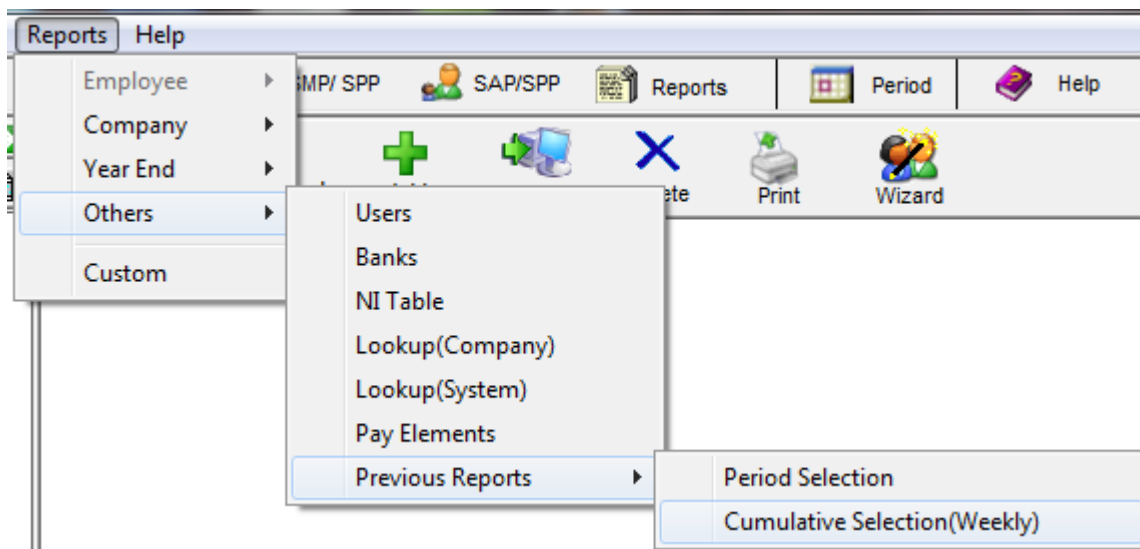 Reports Help
Employee
Company
Year End
Others
Custom
MP/ SPP SAP/SPP Reports Period Help
Print Wizard
Users
Banks
NI Table
Lookup(Company)
Lookup(System)
Pay Elements
Previous Reports
Period Selection
Cumulative Selection(Weekly)